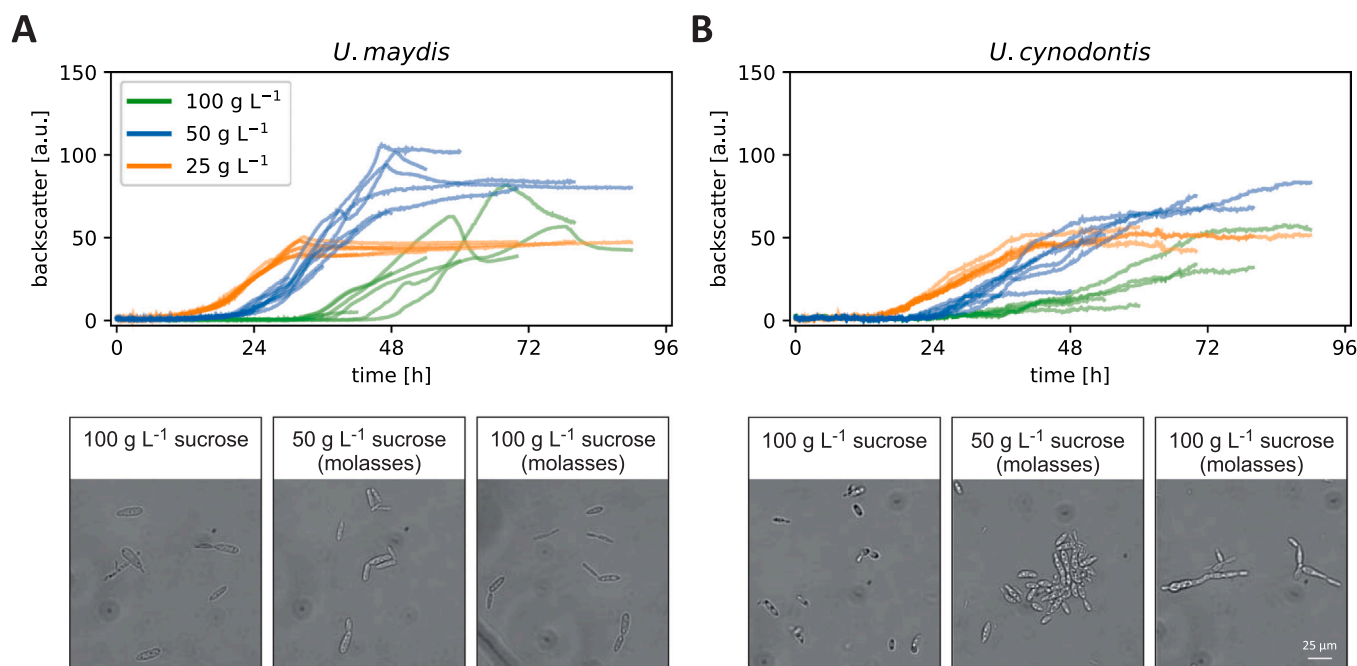 A
U. maydis
150
100
50
0
backscatter [a.u.]
100 g L⁻¹
50 g L⁻¹
25 g L⁻¹
0 24 48 72 96
time [h]
100 g L⁻¹ sucrose
50 g L⁻¹ sucrose
(molasses)
100 g L⁻¹ sucrose
(molasses)
B
U. cynodontis
150
100
50
0
backscatter [a.u.]
0 24 48 72 96
time [h]
100 g L⁻¹ sucrose
50 g L⁻¹ sucrose
(molasses)
100 g L⁻¹ sucrose
(molasses)
25 µm